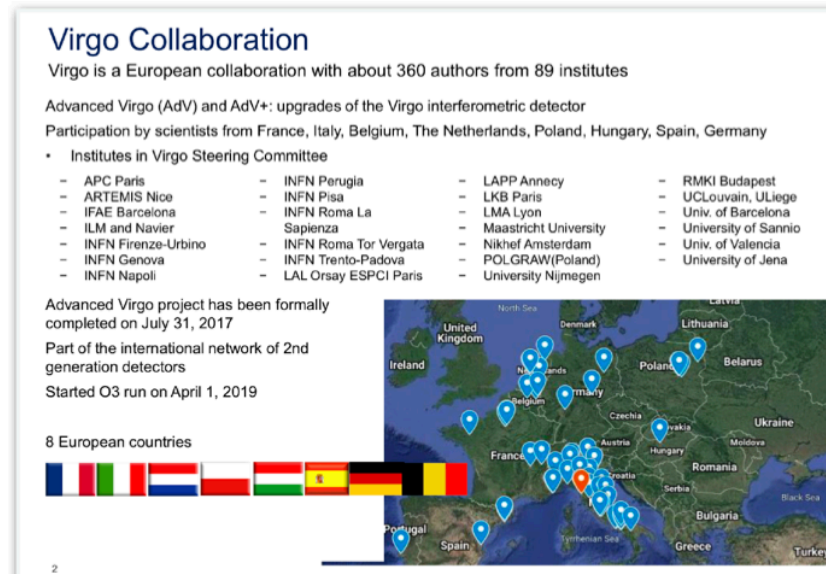 Virgo Collaboration
Virgo is a European collaboration with about 360 authors from 89 institutes
Advanced Virgo (AdV) and AdV+: upgrades of the Virgo interferometric detector
Participation by scientists from France, Italy, Belgium, The Netherlands, Poland, Hungary, Spain, Germany
• Institutes in Virgo Steering Committee
– APC Paris
– ARTEMIS Nice
– IFAE Barcelona
– ILM and Navier
– INFN Firenze-Urbino
– INFN Genova
– INFN Napoli
– INFN Perugia
– INFN Pisa
– INFN Roma La
Sapienza
– INFN Roma Tor Vergata
– INFN Trento-Padova
– LAL Orsay ESPCI Paris
– LAPP Annecy
– LKB Paris
– LMA Lyon
– Maastricht University
– Nikhef Amsterdam
– POLGRAW(Poland)
– University Nijmegen
– RMKI Budapest
– UCLouvain, ULiege
– Univ. of Barcelona
– University of Sannio
– Univ. of Valencia
– University of Jena
Advanced Virgo project has been formally
completed on July 31, 2017
Part of the international network of 2nd
generation detectors
Started O3 run on April 1, 2019
8 European countries
North Sea
Latvia
United
Kingdom
Denmark
Lithuania
Ireland
Belarus
Belgium
Czechia
Ukraine
France
Austria
Hungary
Moldova
Romania
Serbia
Black Sea
Bulgaria
Portugal
Spain
Tyrrhenian Sea
Greece
Turke
2